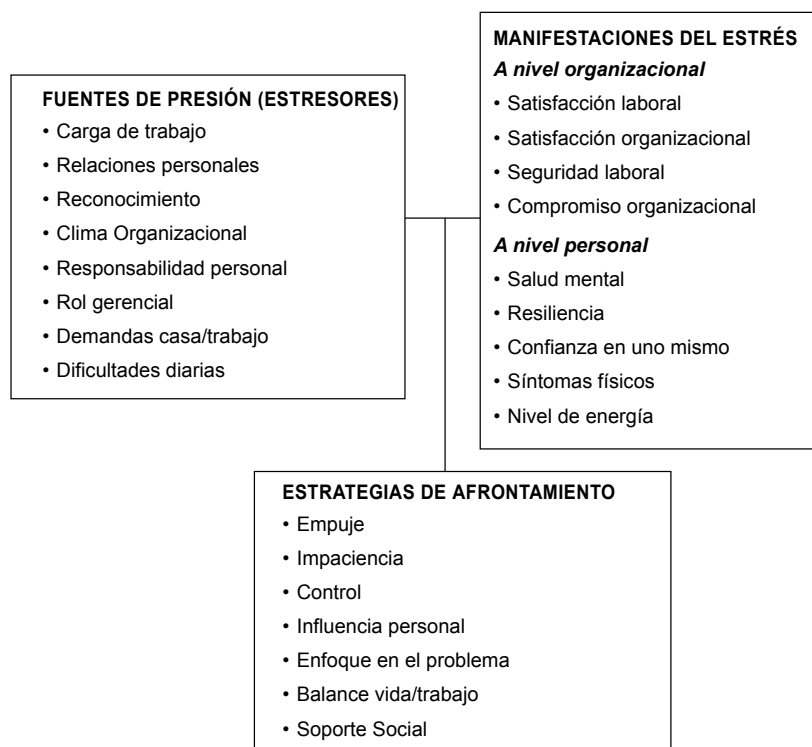 FUENTES DE PRESIÓN (ESTRESORES)
• Carga de trabajo
• Relaciones personales
• Reconocimiento
• Clima Organizacional
• Responsabilidad personal
• Rol gerencial
• Demandas casa/trabajo
• Dificultades diarias
MANIFESTACIONES DEL ESTRÉS
A nivel organizacional
• Satisfacción laboral
• Satisfacción organizacional
• Seguridad laboral
• Compromiso organizacional
A nivel personal
• Salud mental
• Resiliencia
• Confianza en uno mismo
• Síntomas físicos
• Nivel de energía
ESTRATEGIAS DE AFRONTAMIENTO
• Empuje
• Impaciencia
• Control
• Influencia personal
• Enfoque en el problema
• Balance vida/trabajo
• Soporte Social